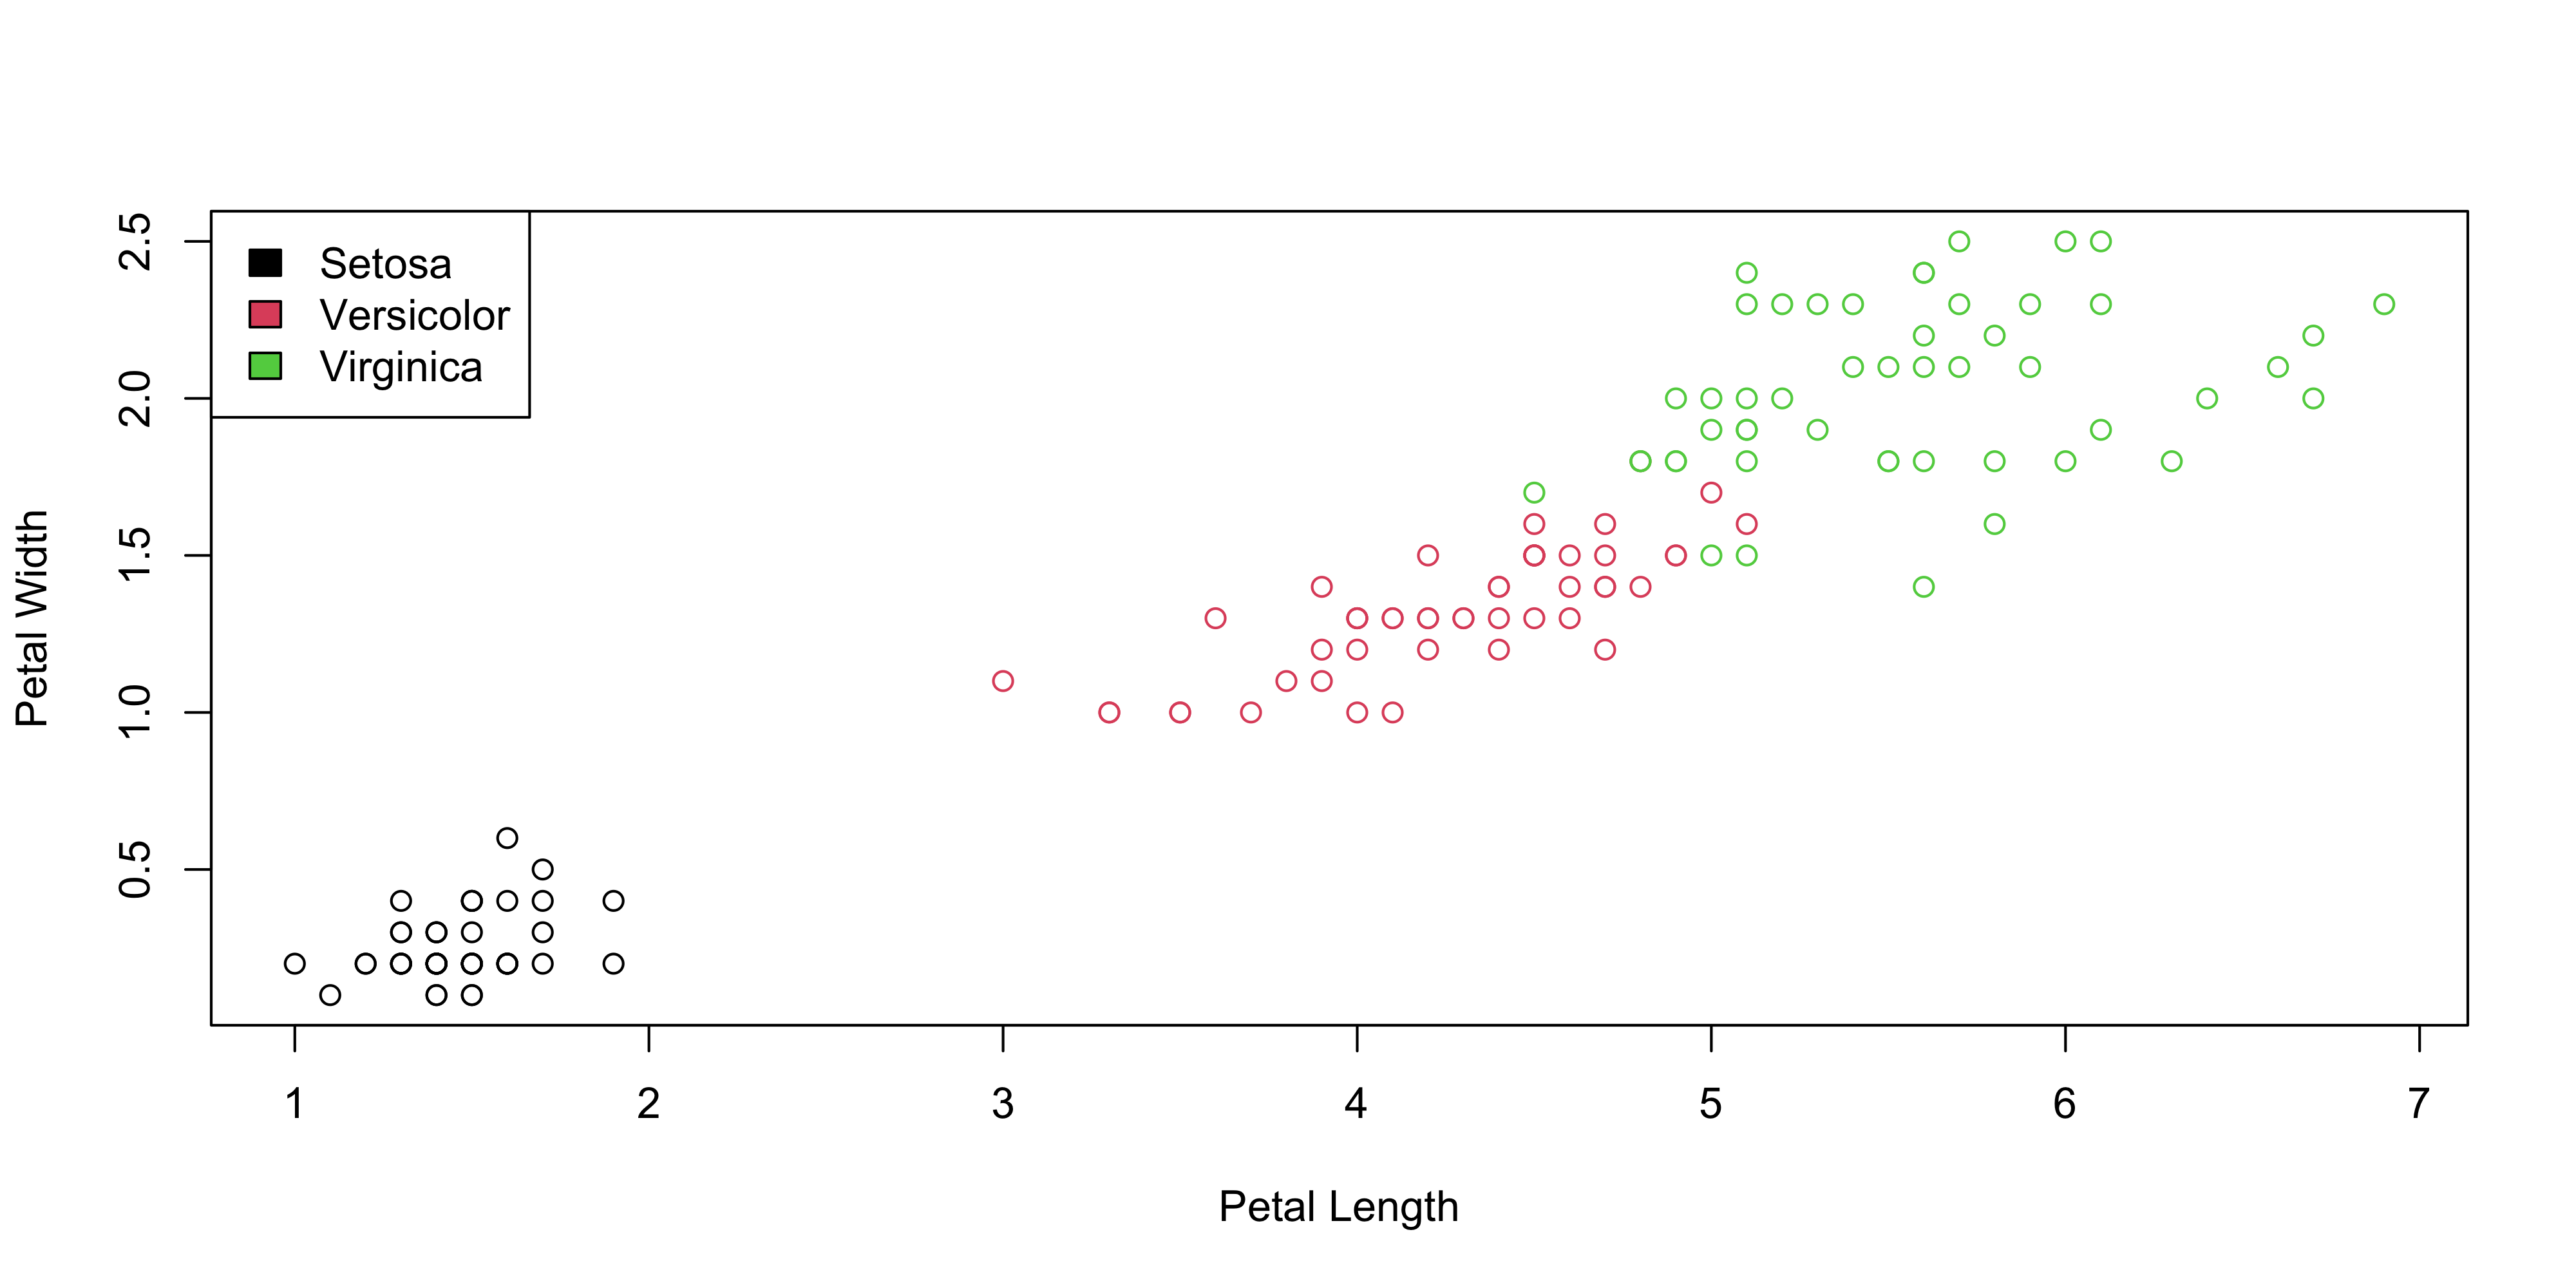 Setosa
Versicolor
Virginica
2.5
2.0
1.5
1.0
0.5
Petal Width
1 2 3 4 5 6 7
Petal Length